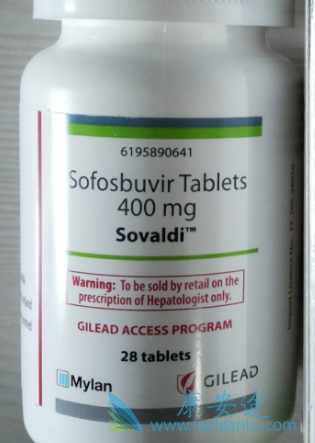 6195890641
Sofosbuvir Tablets
400 mg
Sovaldi™
Warning: To be sold by retail on the
prescription of Hepatologist only.
GILEAD ACCESS PROGRAM
28 tablets
Mylan
GILEAD
康安途